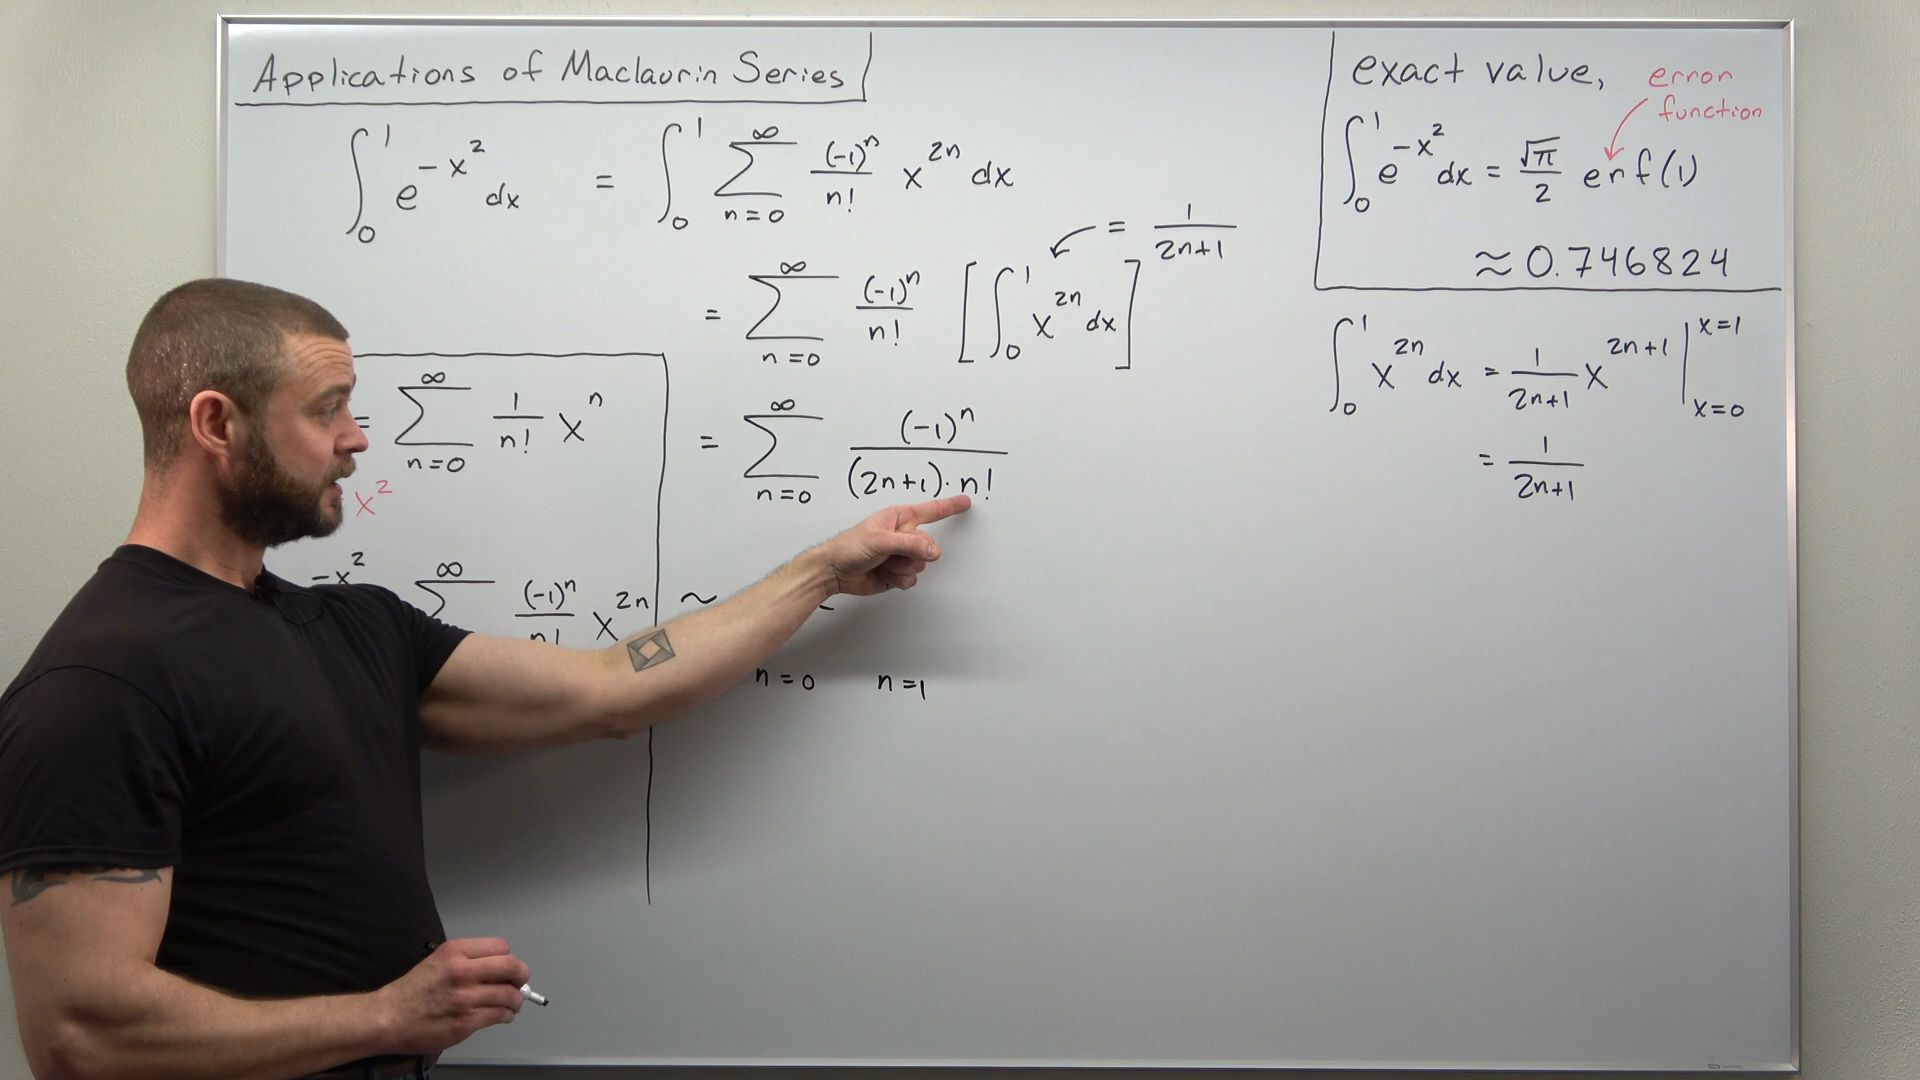 Applications of Maclaurin Series
∫₀¹ e^(-x²) dx = ∫₀¹ ∑_{n=0}^{∞} (-1)^n / n! x^(2n) dx
= ∑_{n=0}^{∞} (-1)^n / n! [∫₀¹ x^(2n) dx] = 1 / (2n+1)
= ∑_{n=0}^{∞} (-1)^n / ((2n+1)·n!)
≈ -
n=0 n=1
= ∑_{n=0}^{∞} 1 / n! x^n
x²
-x² ∑^{∞} (-1)^n / n! x^(2n)
exact value,
error
function
∫₀¹ e^(-x²) dx = √π / 2 erf(1)
≈ 0.746824
∫₀¹ x^(2n) dx = 1 / (2n+1) x^(2n+1) | x=1 x=0
= 1 / (2n+1)